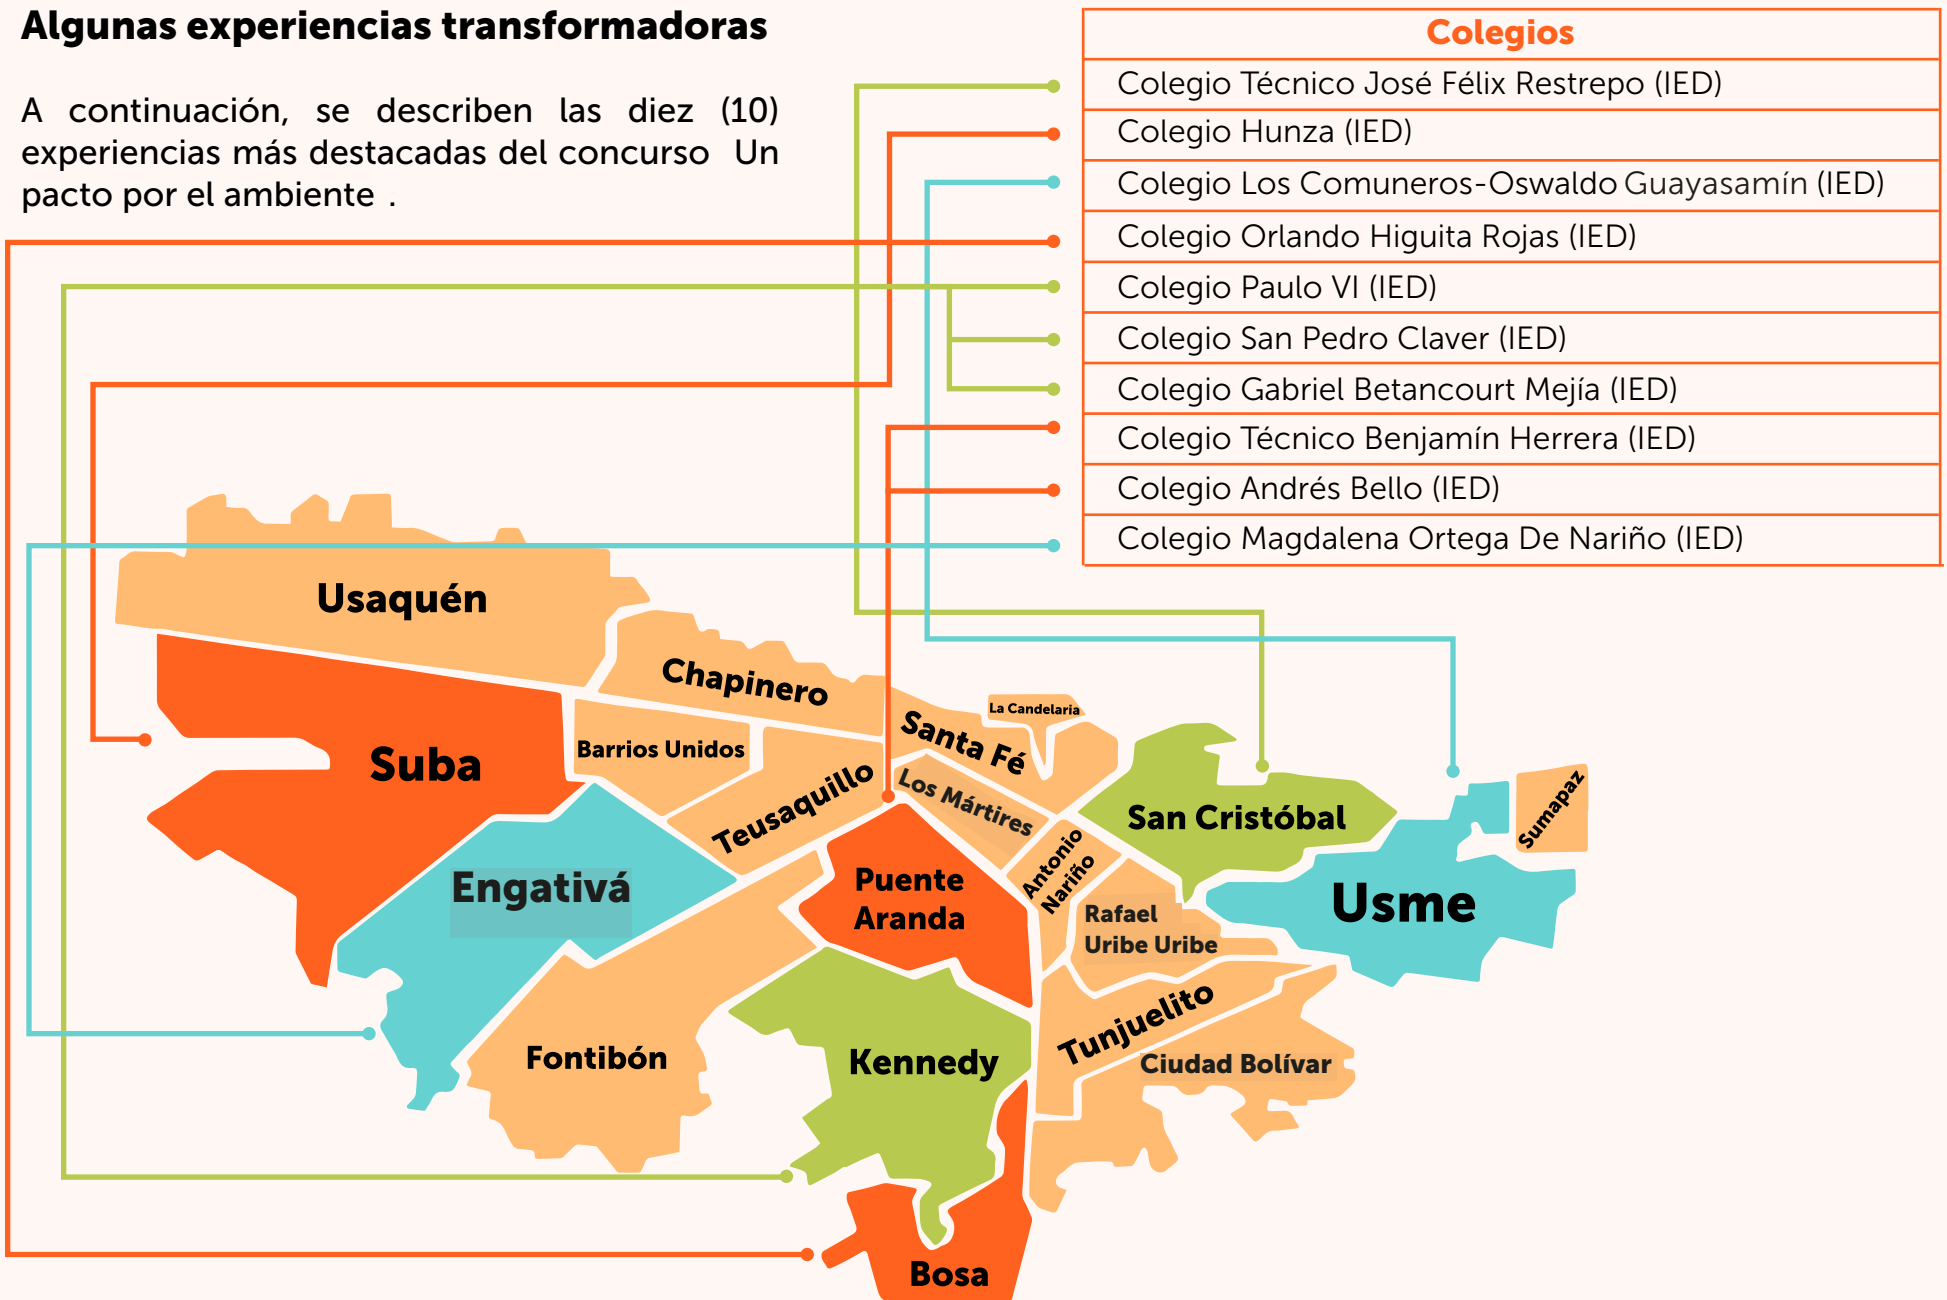 Algunas experiencias transformadoras
A continuación, se describen las diez (10)
experiencias más destacadas del concurso Un
pacto por el ambiente .
Colegios
Colegio Técnico José Félix Restrepo (IED)
Colegio Hunza (IED)
Colegio Los Comuneros-Oswaldo Guayasamín (IED)
Colegio Orlando Higuita Rojas (IED)
Colegio Paulo VI (IED)
Colegio San Pedro Claver (IED)
Colegio Gabriel Betancourt Mejía (IED)
Colegio Técnico Benjamín Herrera (IED)
Colegio Andrés Bello (IED)
Colegio Magdalena Ortega De Nariño (IED)
Usaquén
Chapinero
La Candelaria
Santa Fé
Suba
Barrios Unidos
Teusaquillo
Los Mártires
San Cristóbal
Sumapaz
Engativá
Puente
Aranda
Antonio
Nariño
Rafael
Uribe Uribe
Usme
Fontibón
Kennedy
Tunjuelito
Ciudad Bolívar
Bosa